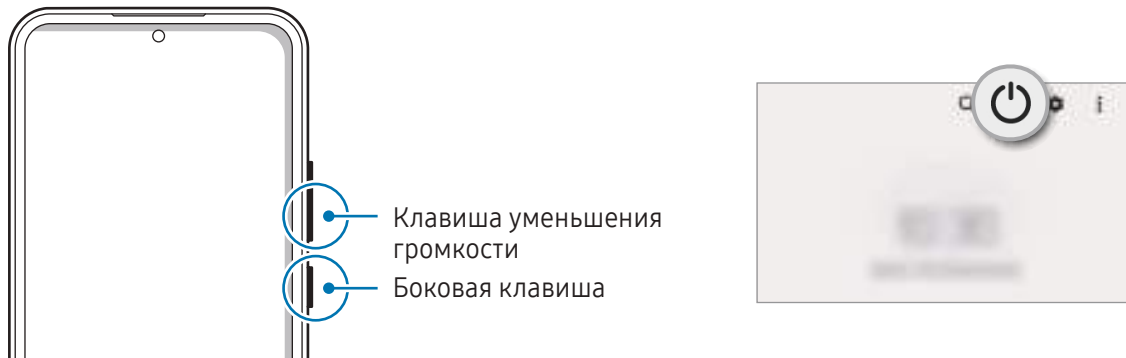 Клавиша уменьшения
громкости
Боковая клавиша